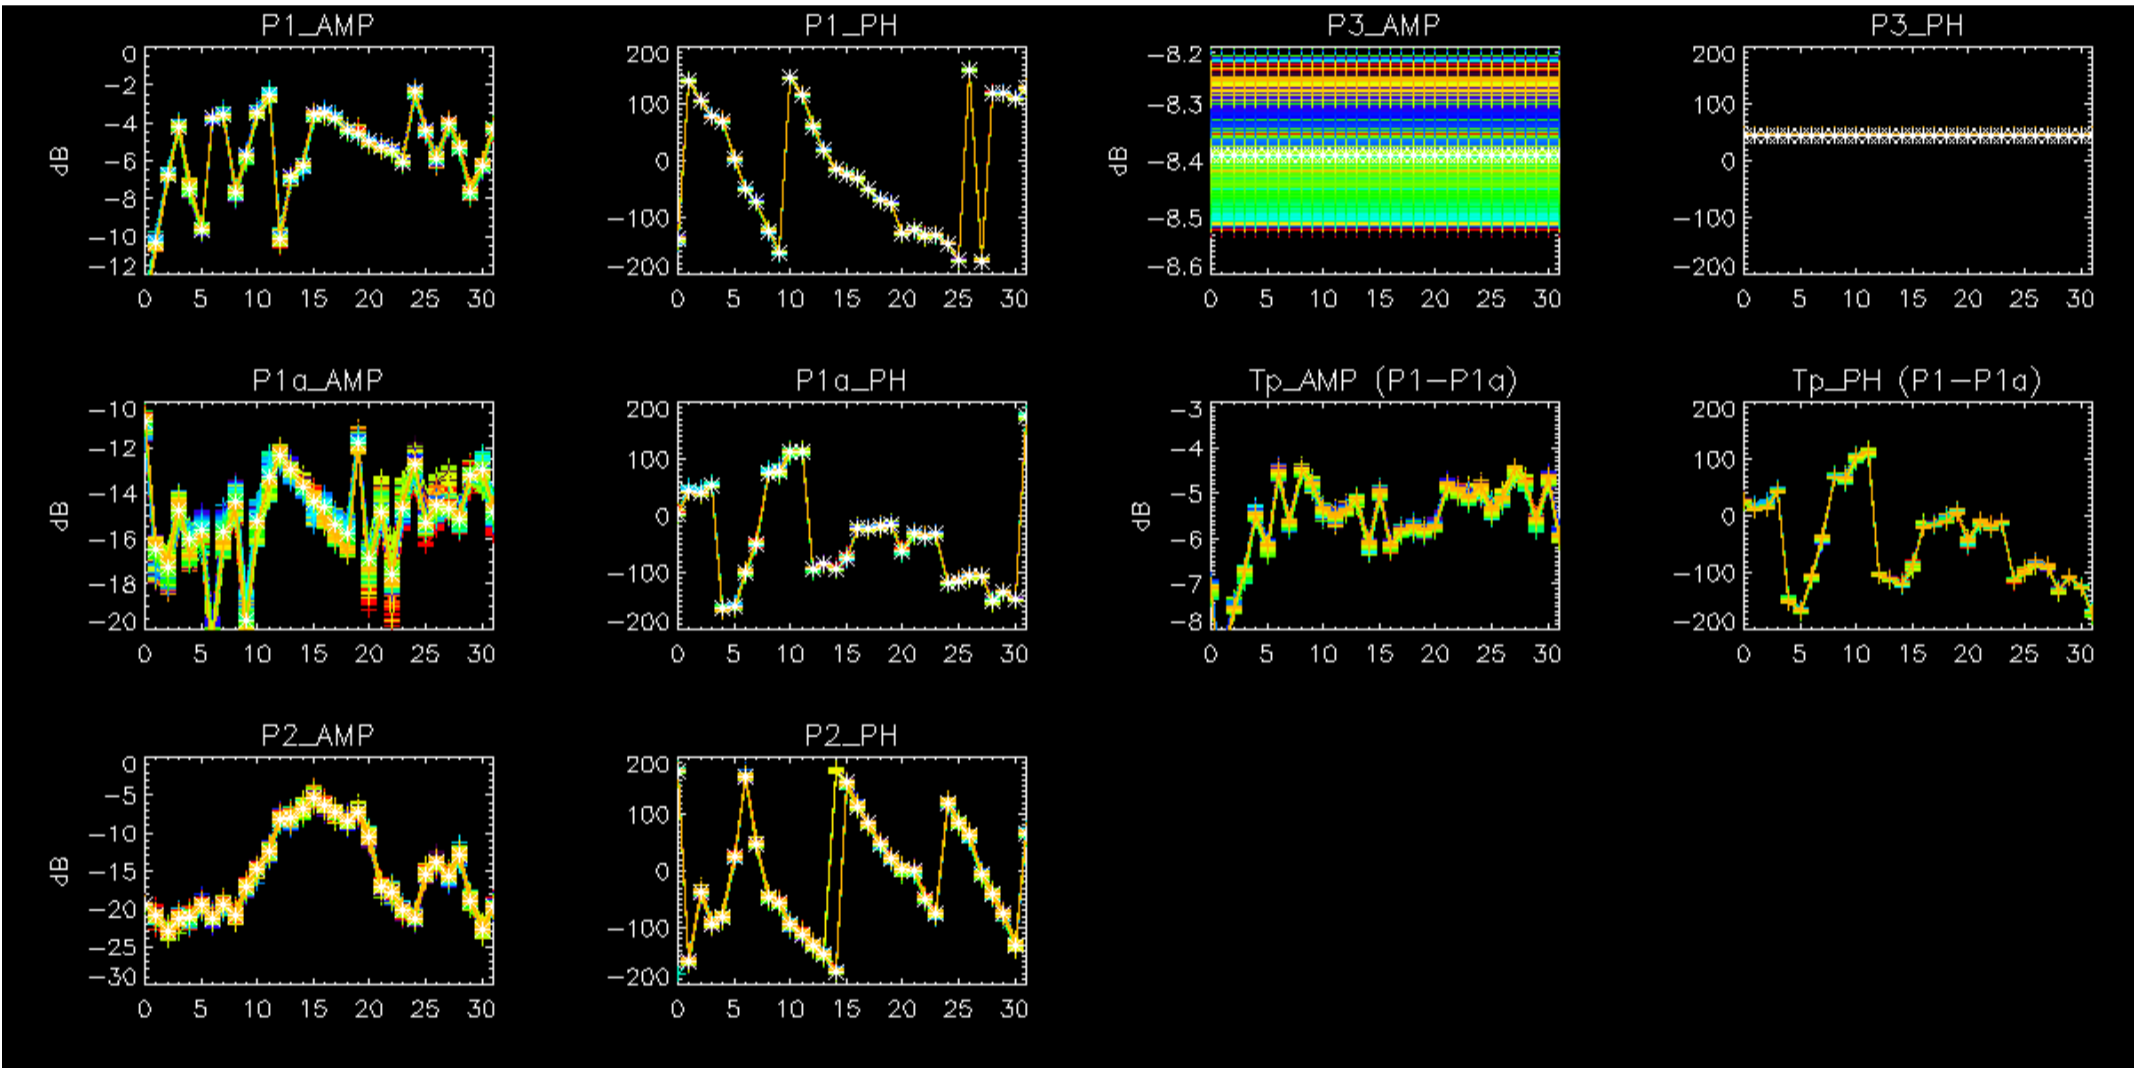 P1_AMP
0
-2
-4
-6
-8
-10
-12
dB
0 5 10 15 20 25 30
P1_PH
200
100
0
-100
-200
0 5 10 15 20 25 30
P3_AMP
-8.2
-8.3
-8.4
-8.5
-8.6
dB
0 5 10 15 20 25 30
P3_PH
200
100
0
-100
-200
0 5 10 15 20 25 30
P1a_AMP
-10
-12
-14
-16
-18
-20
dB
0 5 10 15 20 25 30
P1a_PH
200
100
0
-100
-200
0 5 10 15 20 25 30
Tp_AMP (P1-P1a)
-3
-4
-5
-6
-7
-8
dB
0 5 10 15 20 25 30
Tp_PH (P1-P1a)
200
100
0
-100
-200
0 5 10 15 20 25 30
P2_AMP
0
-5
-10
-15
-20
-25
-30
dB
0 5 10 15 20 25 30
P2_PH
200
100
0
-100
-200
0 5 10 15 20 25 30